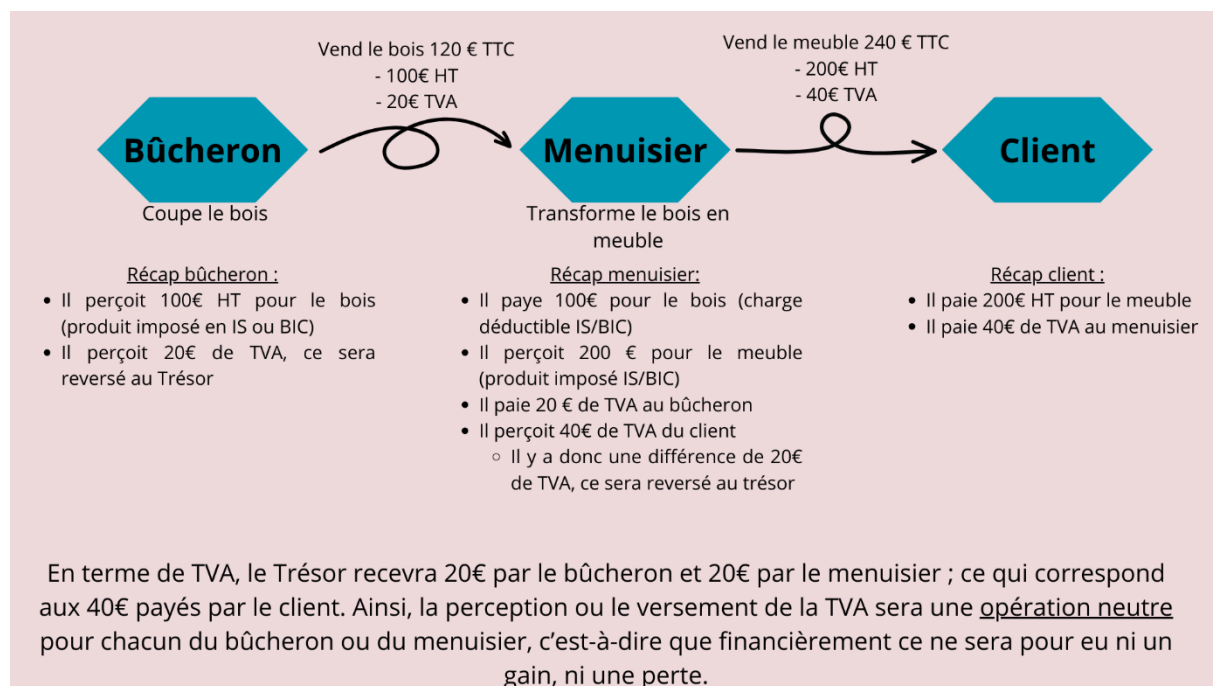 Vend le bois 120 € TTC
- 100€ HT
- 20€ TVA
Vend le meuble 240 € TTC
- 200€ HT
- 40€ TVA
Bûcheron
Menuisier
Client
Coupe le bois
Transforme le bois en
meuble
Récap bûcheron :
• Il perçoit 100€ HT pour le bois
(produit imposé en IS ou BIC)
• Il perçoit 20€ de TVA, ce sera
reversé au Trésor
Récap menuisier:
• Il paye 100€ pour le bois (charge
déductible IS/BIC)
• Il perçoit 200 € pour le meuble
(produit imposé IS/BIC)
• Il paie 20 € de TVA au bûcheron
• Il perçoit 40€ de TVA du client
◦ Il y a donc une différence de 20€
de TVA, ce sera reversé au trésor
Récap client :
• Il paie 200€ HT pour le meuble
• Il paie 40€ de TVA au menuisier
En terme de TVA, le Trésor recevra 20€ par le bûcheron et 20€ par le menuisier ; ce qui correspond
aux 40€ payés par le client. Ainsi, la perception ou le versement de la TVA sera une opération neutre
pour chacun du bûcheron ou du menuisier, c’est-à-dire que financièrement ce ne sera pour eu ni un
gain, ni une perte.